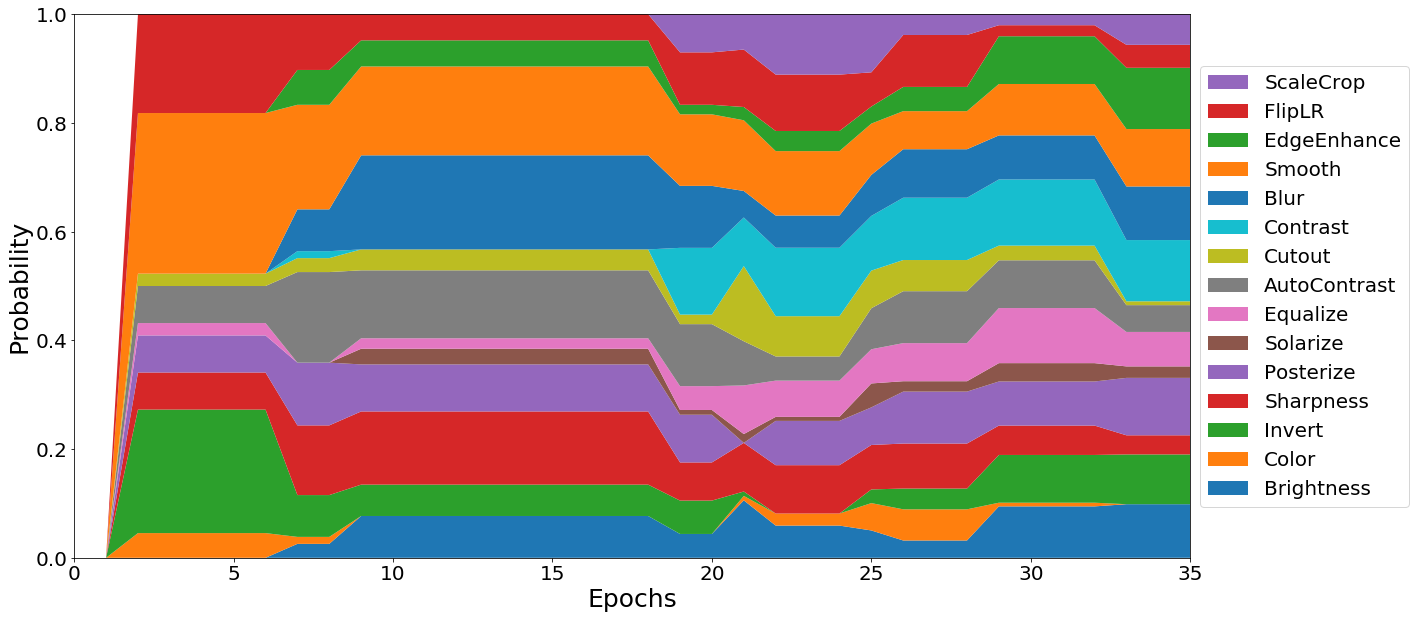 1.0
0.8
0.6
0.4
0.2
0.0
Probability
0 5 10 15 20 25 30 35
Epochs
ScaleCrop
FlipLR
EdgeEnhance
Smooth
Blur
Contrast
Cutout
AutoContrast
Equalize
Solarize
Posterize
Sharpness
Invert
Color
Brightness